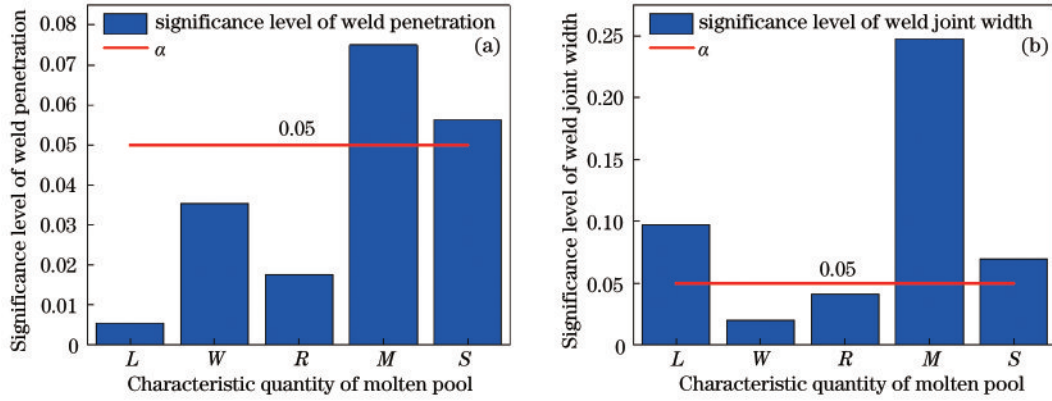 significance level of weld penetration
α
(a)
0.08
0.07
0.06
0.05
0.04
0.03
0.02
0.01
0
0.05
L W R M S
Characteristic quantity of molten pool
Significance level of weld penetration
significance level of weld joint width
α
(b)
0.25
0.20
0.15
0.10
0.05
0
0.05
L W R M S
Characteristic quantity of molten pool
Significance level of weld joint width